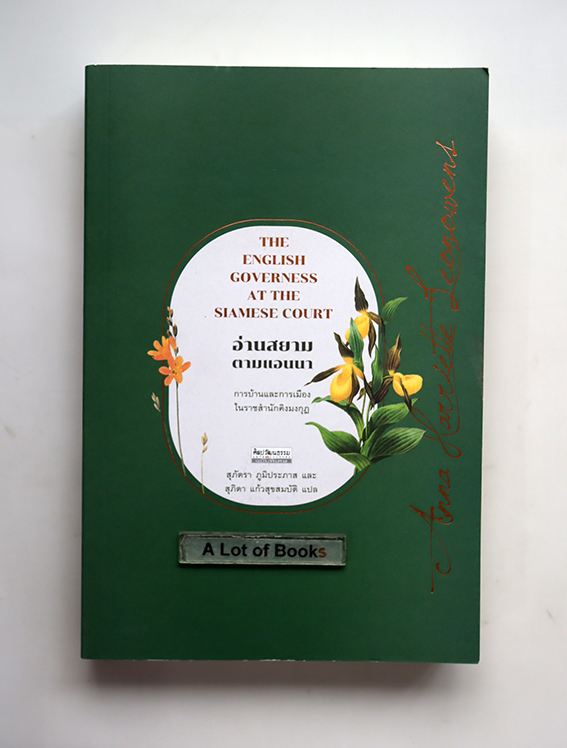 THE
ENGLISH
GOVERNESS
AT THE
SIAMESE COURT
อ่านสยาม
ตามแอนนา
การบ้านและการเมือง
ในราชสำนักคิงมงกุฎ
ศิลปวัฒนธรรม
สุภัตรา ภูมิประภาส และ
สุภิดา แก้วสุขสมบัติ แปล
A Lot of Books
Anna Harriette Leonowens